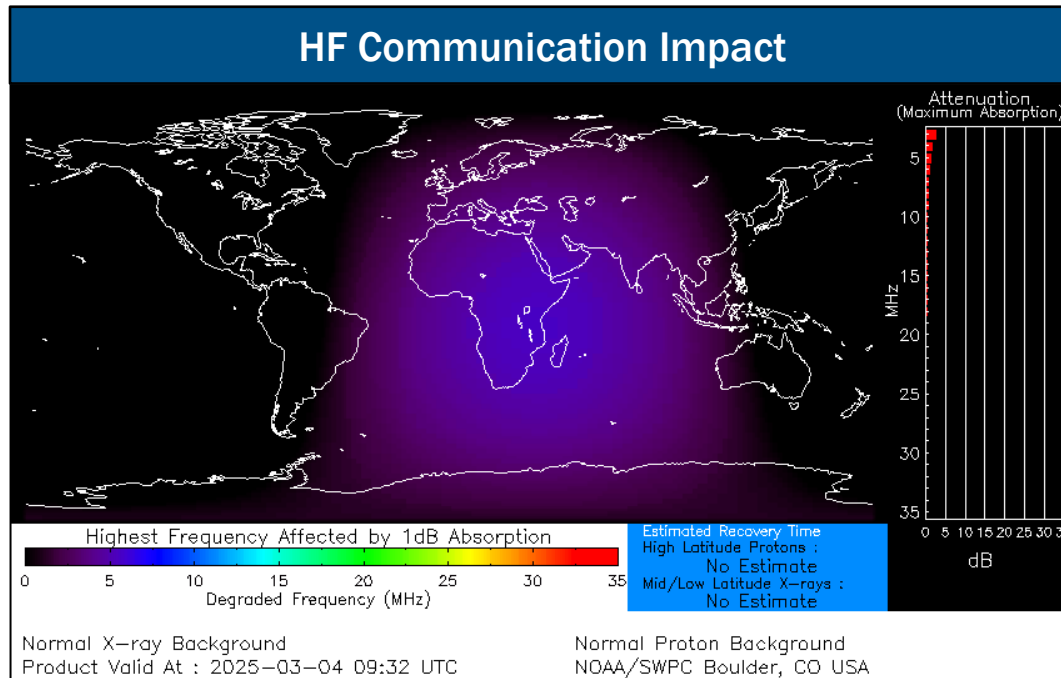 HF Communication Impact
Attenuation
(Maximum Absorption)
5
10
15
20
25
30
35
MHz
0 5 10 15 20 25 30 3
dB
Highest Frequency Affected by 1dB Absorption
0 5 10 15 20 25 30 35
Degraded Frequency (MHz)
Estimated Recovery Time
High Latitude Protons :
No Estimate
Mid/Low Latitude X-rays :
No Estimate
Normal X-ray Background
Normal Proton Background
Product Valid At : 2025-03-04 09:32 UTC
NOAA/SWPC Boulder, CO USA